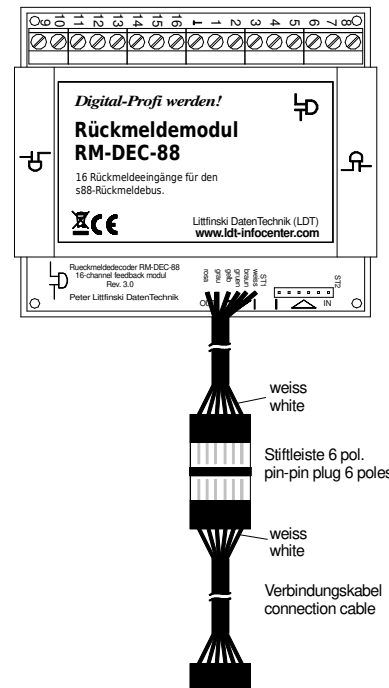 9 10 11 12 13 14 15 16 1 2 3 4 5 6 7 8
Digital-Profi werden!
Rückmeldemodul
RM-DEC-88
16 Rückmeldeeingänge für den
s88-Rückmeldebus.
CE
Littfinski DatenTechnik (LDT)
www.ldt-infocenter.com
Rueckmeldedecoder RM-DEC-88
16-channel feedback modul
Rev. 3.0
Peter Littfinski DatenTechnik
rosa
grau
gelb
gruen
braun
weiss
ST1
ST2
IN
weiss
white
Stiftleiste 6 pol.
pin-pin plug 6 poles
weiss
white
Verbindungskabel
connection cable